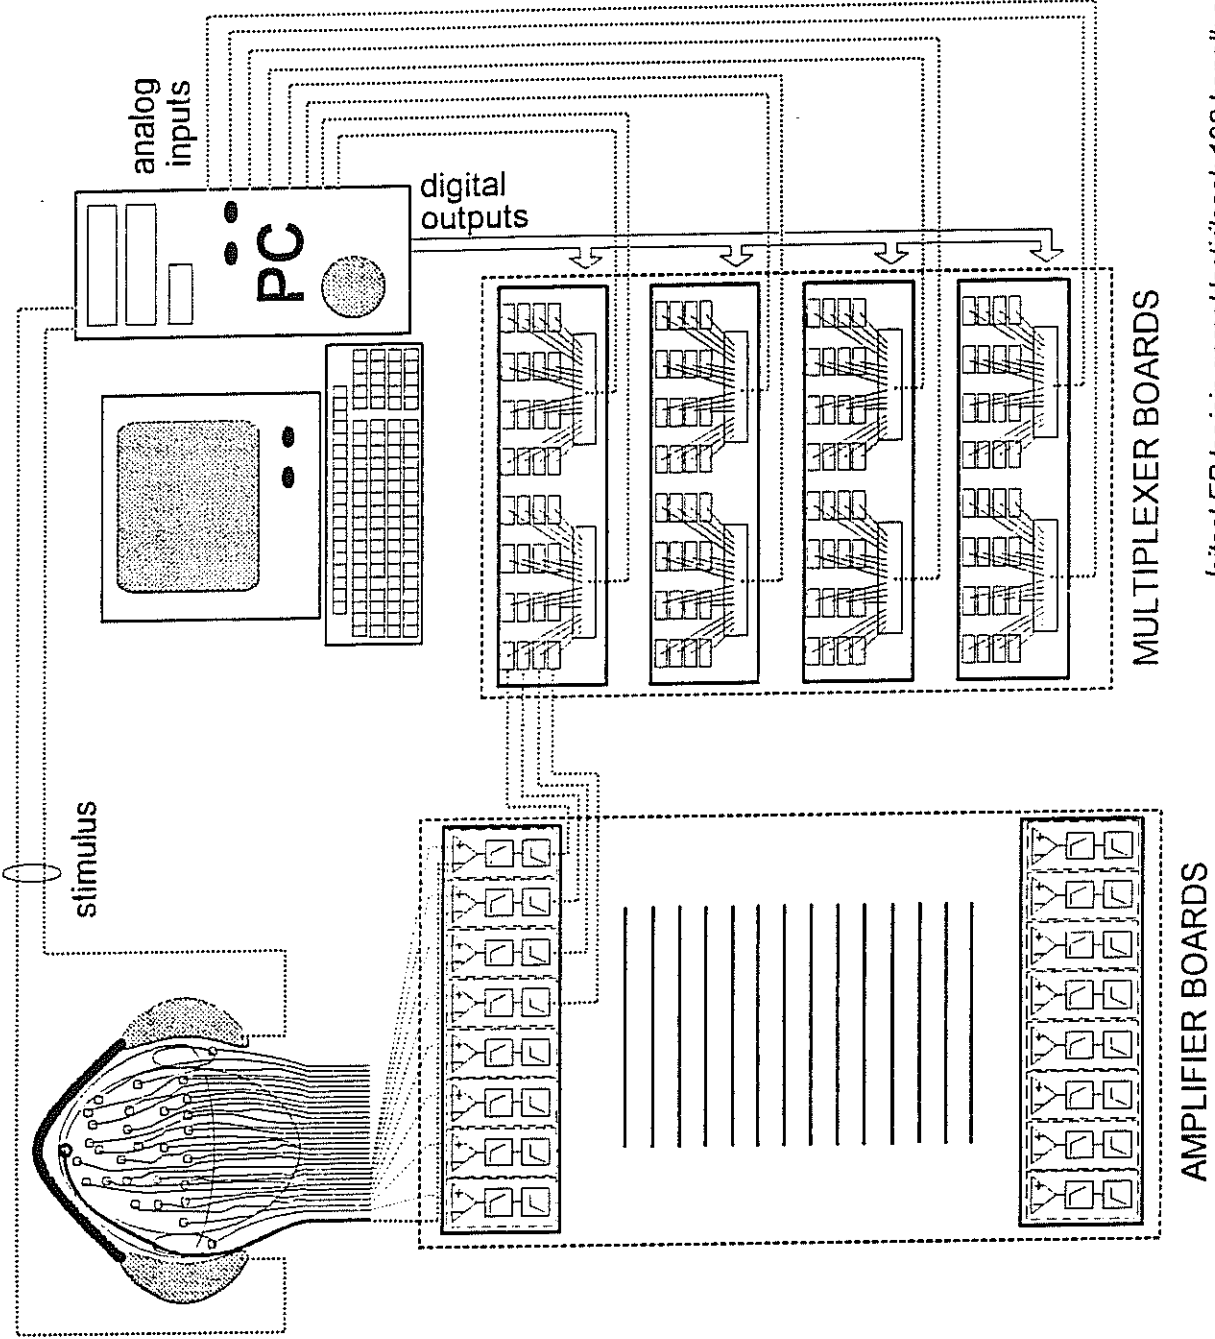 analog
inputs
PC
digital
outputs
stimulus
MULTIPLEXER BOARDS
AMPLIFIER BOARDS